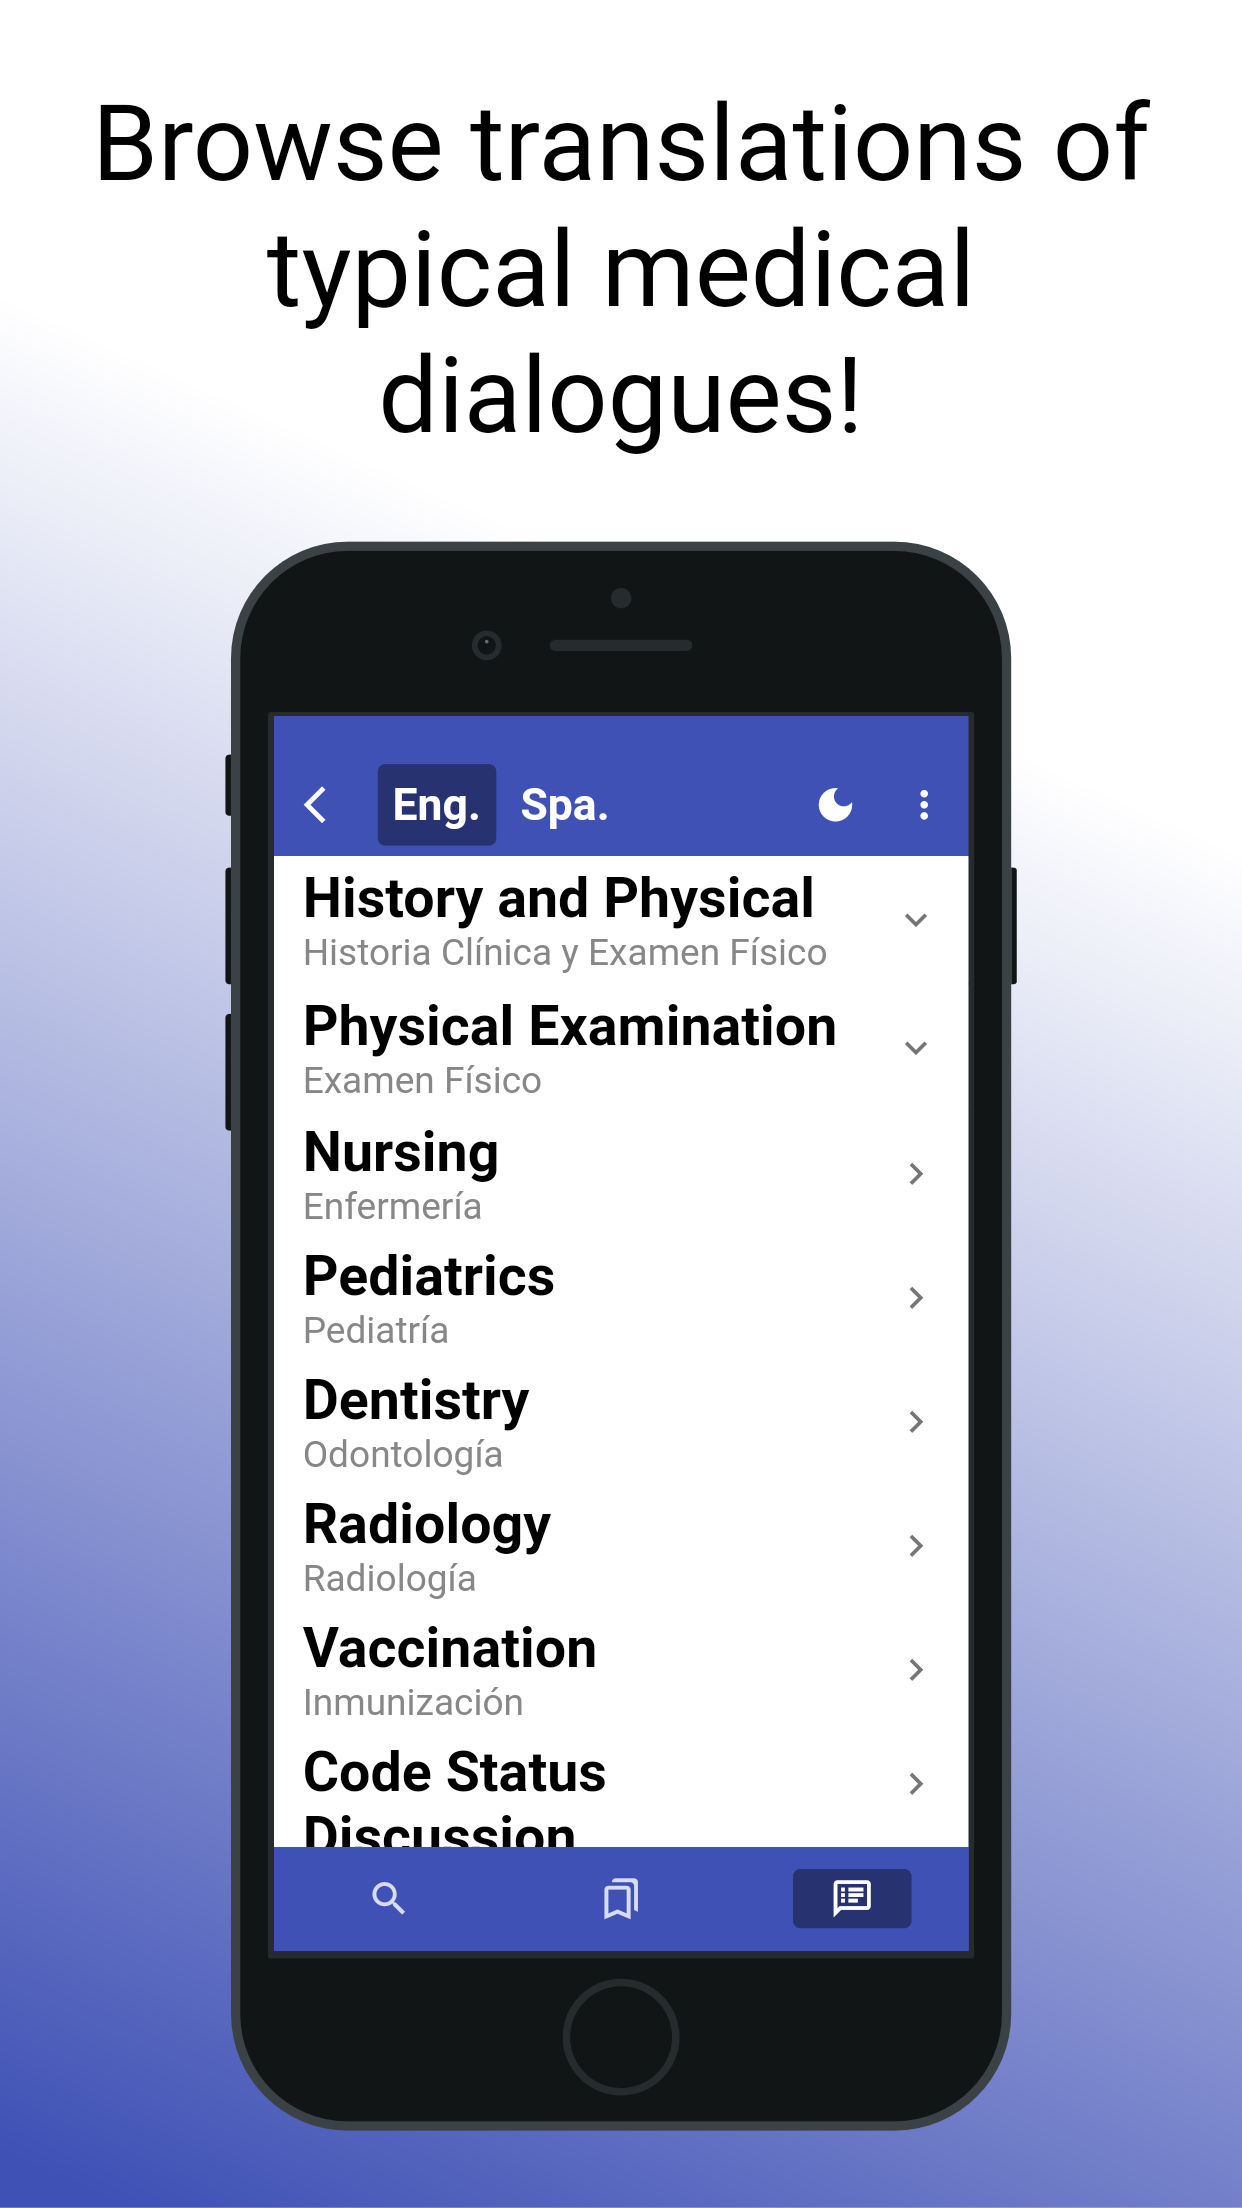 Browse translations of
typical medical
dialogues!
Eng. Spa.
History and Physical
Historia Clínica y Examen Físico
Physical Examination
Examen Físico
Nursing
Enfermería
Pediatrics
Pediatría
Dentistry
Odontología
Radiology
Radiología
Vaccination
Inmunización
Code Status
Discussion